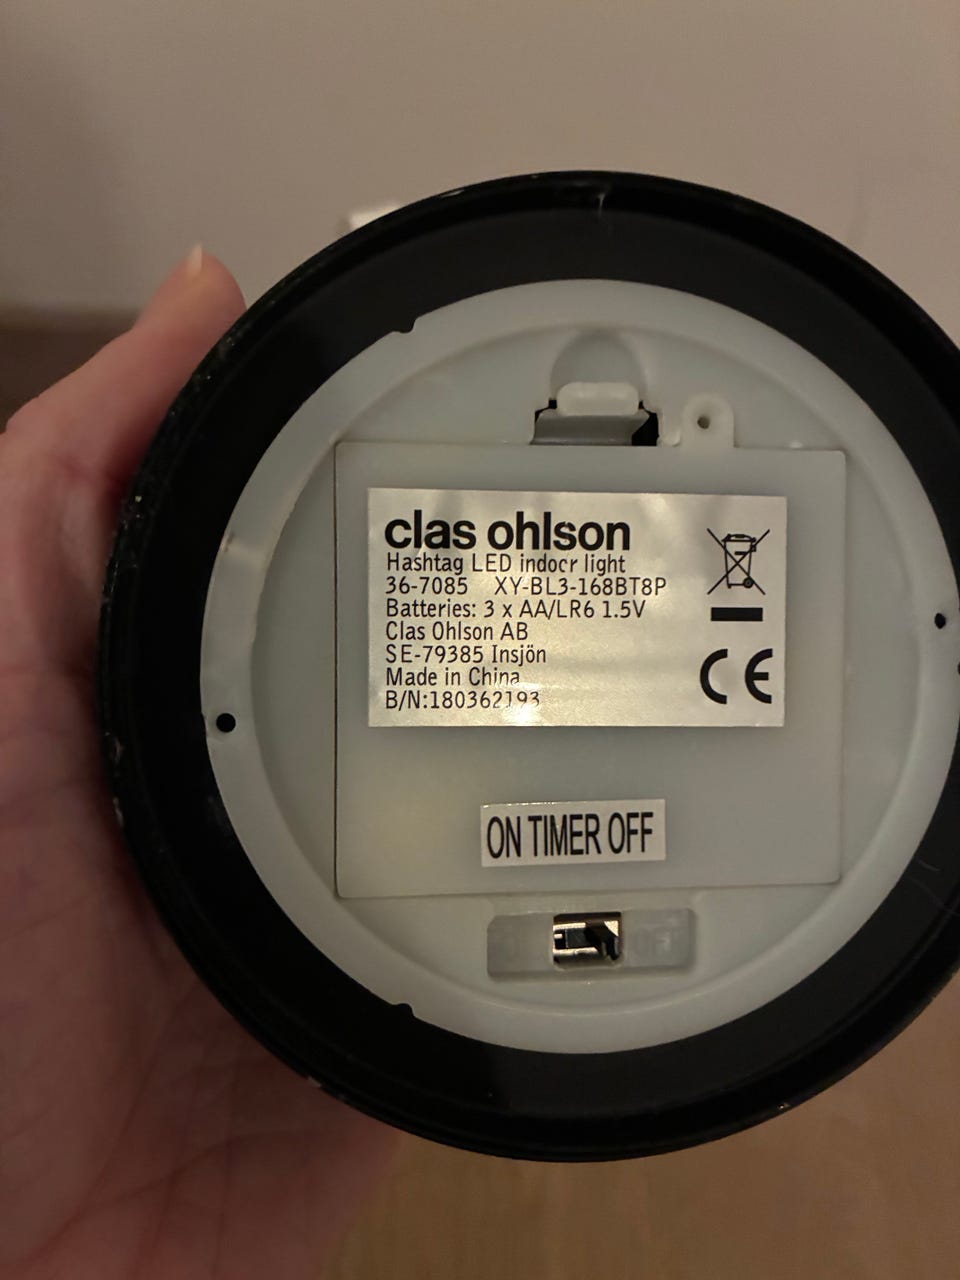 clas ohlson
Hashtag LED indoor light
36-7085 XY-BL3-168BT8P
Batteries: 3 x AA/LR6 1.5V
Clas Ohlson AB
SE-79385 Insjön
Made in China
B/N:180362193
CE
ON TIMER OFF
OFF